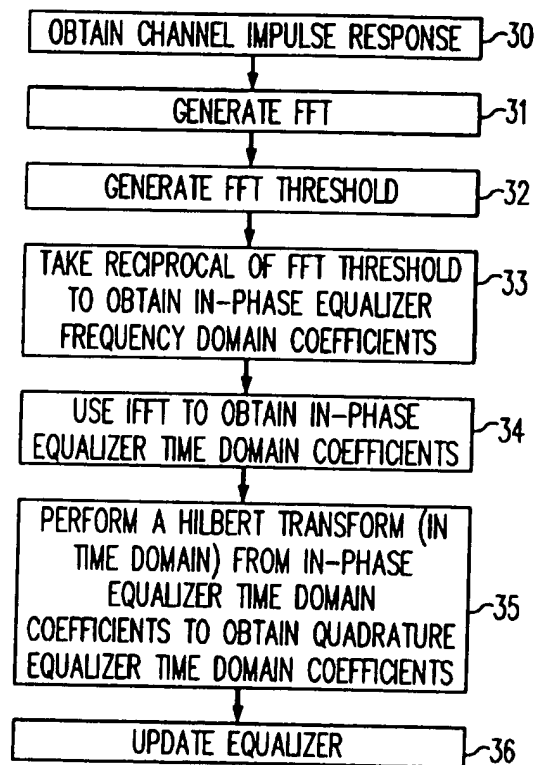 OBTAIN CHANNEL IMPULSE RESPONSE 30
GENERATE FFT 31
GENERATE FFT THRESHOLD 32
TAKE RECIPROCAL OF FFT THRESHOLD
TO OBTAIN IN-PHASE EQUALIZER
FREQUENCY DOMAIN COEFFICIENTS
33
USE IFFT TO OBTAIN IN-PHASE
EQUALIZER TIME DOMAIN COEFFICIENTS
34
PERFORM A HILBERT TRANSFORM (IN
TIME DOMAIN) FROM IN-PHASE
EQUALIZER TIME DOMAIN
COEFFICIENTS TO OBTAIN QUADRATURE
EQUALIZER TIME DOMAIN COEFFICIENTS
35
UPDATE EQUALIZER 36